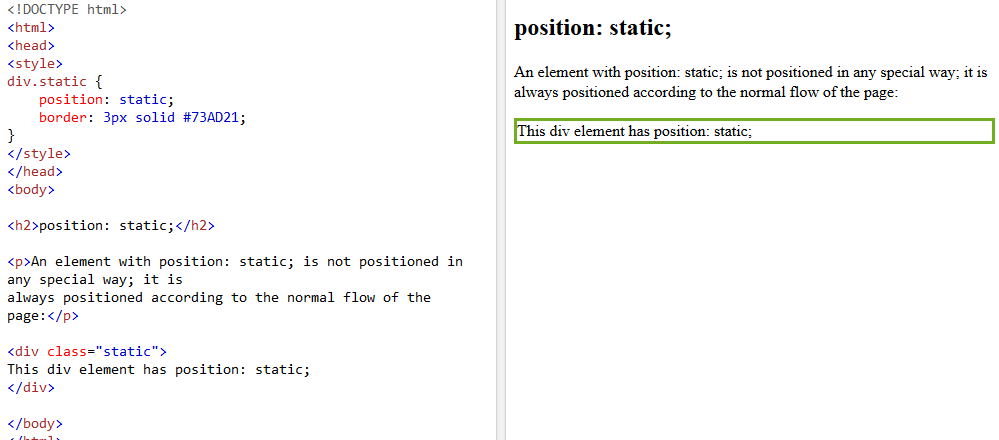 <!DOCTYPE html>
<html>
<head>
<style>
div.static {
    position: static;
    border: 3px solid #73AD21;
}
</style>
</head>
<body>

<h2>position: static;</h2>

<p>An element with position: static; is not positioned in
any special way; it is
always positioned according to the normal flow of the
page:</p>

<div class="static">
This div element has position: static;
</div>

</body>
</html>

position: static;
An element with position: static; is not positioned in any special way; it is
always positioned according to the normal flow of the page:
This div element has position: static;